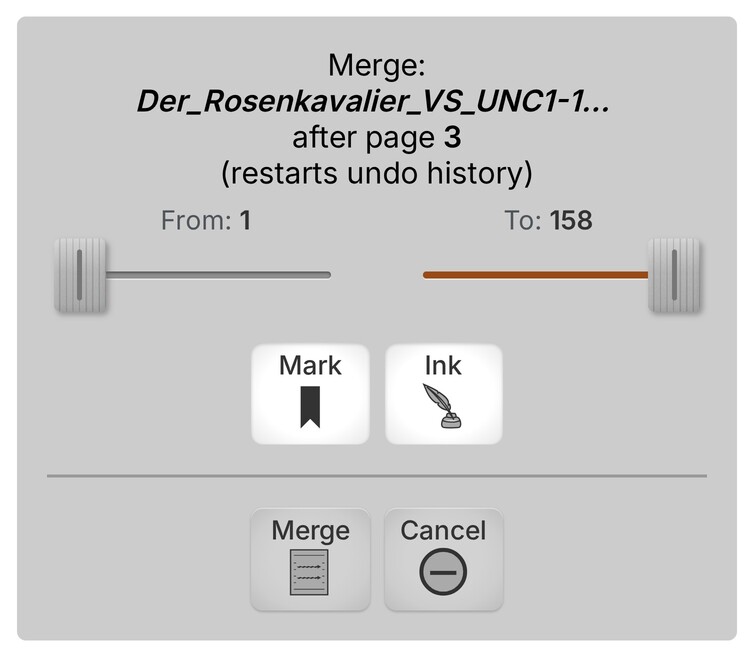 Merge:
Der_Rosenkavalier_VS_UNC1-1...
after page 3
(restarts undo history)
From: 1
To: 158
Mark
Ink
Merge
Cancel